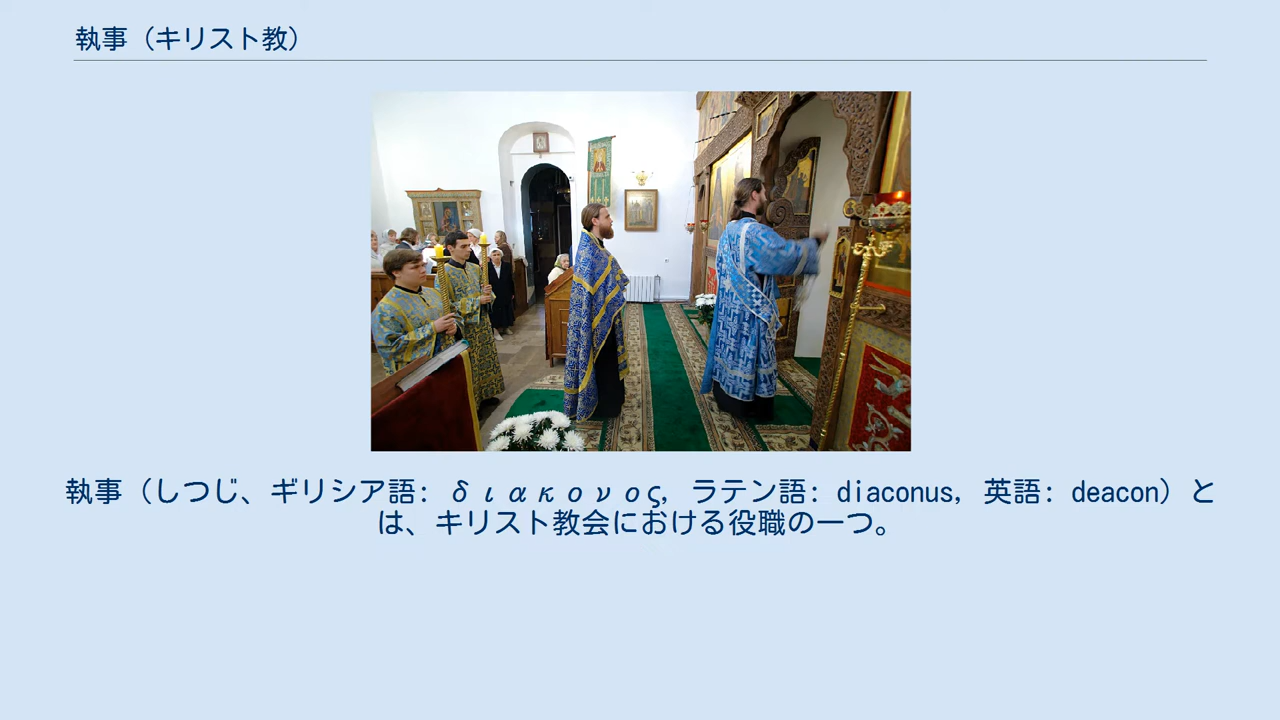 執事（キリスト教）
執事（しつじ、ギリシア語: διακονος, ラテン語: diaconus, 英語: deacon）と
は、キリスト教会における役職の一つ。